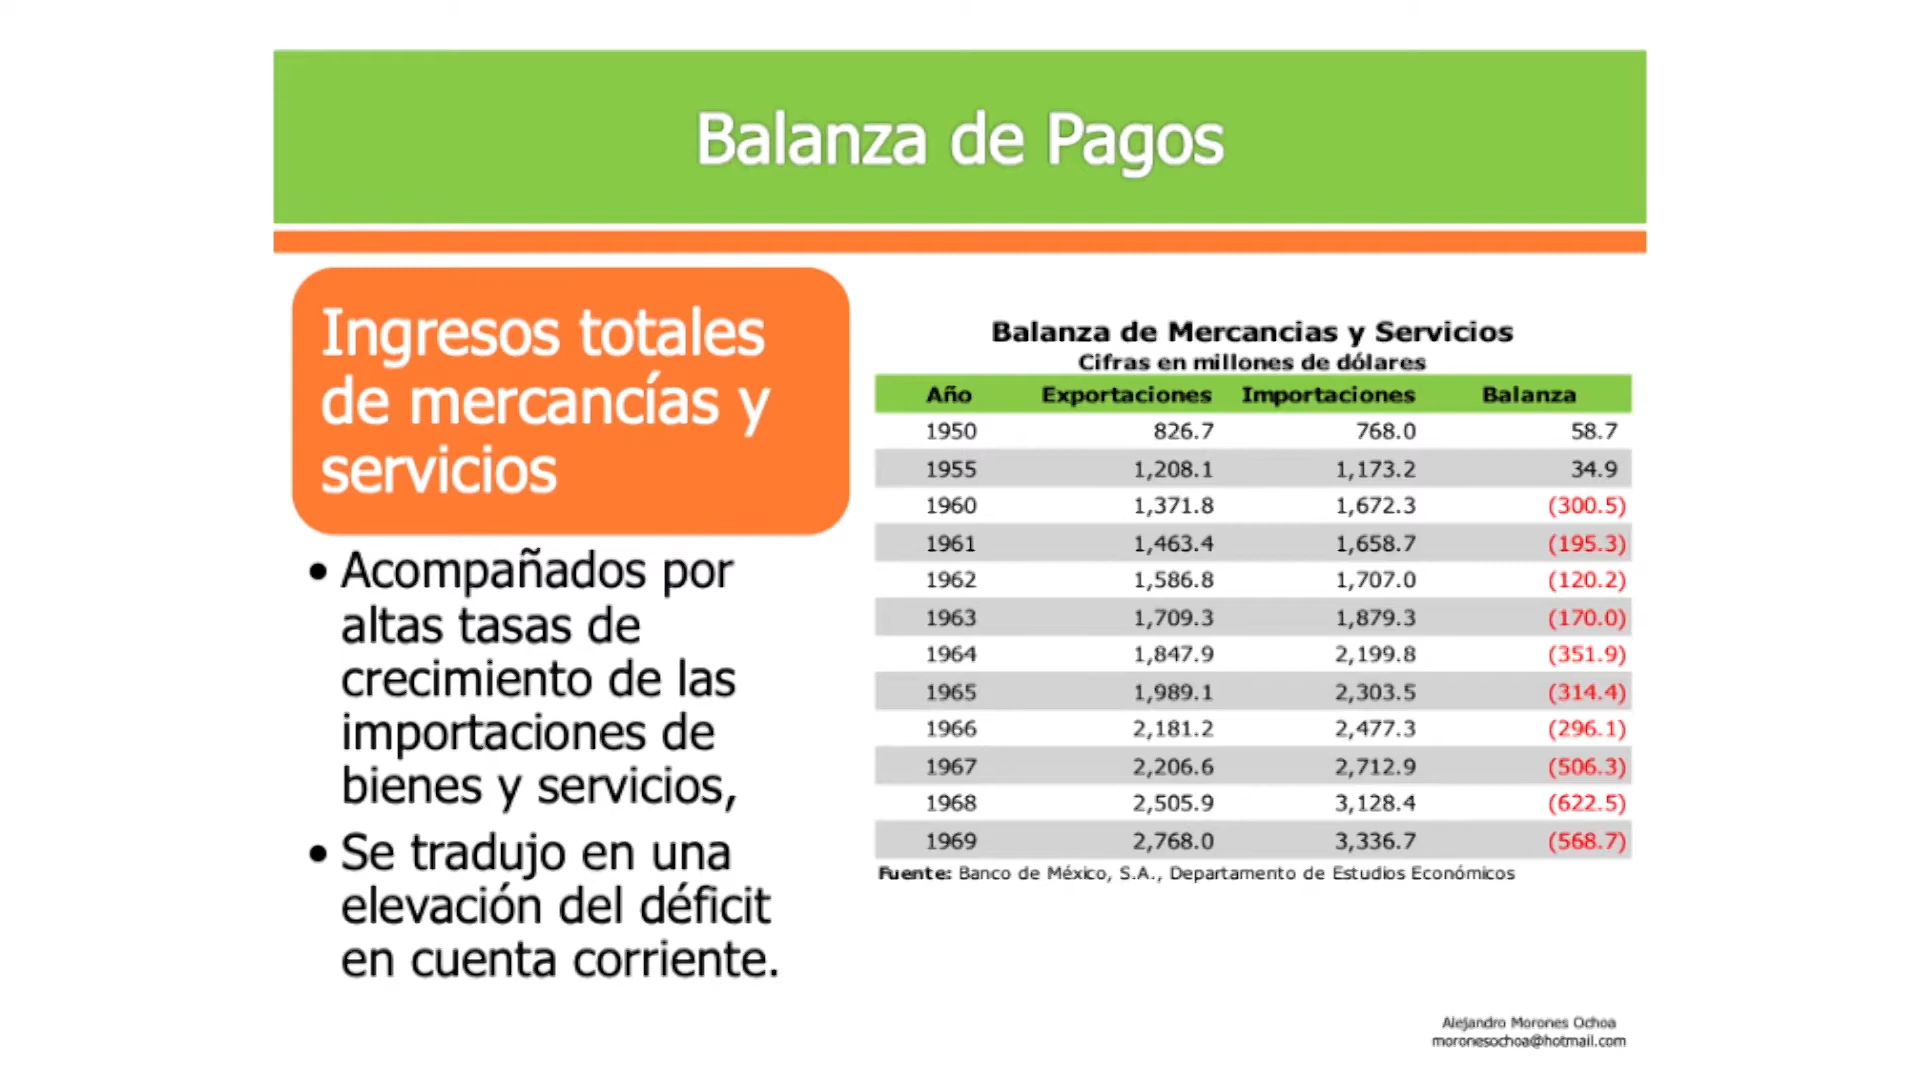 Balanza de Pagos
Ingresos totales
de mercancías y
servicios
• Acompañados por
altas tasas de
crecimiento de las
importaciones de
bienes y servicios,
• Se tradujo en una
elevación del déficit
en cuenta corriente.
Balanza de Mercancias y Servicios
Cifras en millones de dólares
Año Exportaciones Importaciones Balanza
1950 826.7 768.0 58.7
1955 1,208.1 1,173.2 34.9
1960 1,371.8 1,672.3 (300.5)
1961 1,463.4 1,658.7 (195.3)
1962 1,586.8 1,707.0 (120.2)
1963 1,709.3 1,879.3 (170.0)
1964 1,847.9 2,199.8 (351.9)
1965 1,989.1 2,303.5 (314.4)
1966 2,181.2 2,477.3 (296.1)
1967 2,206.6 2,712.9 (506.3)
1968 2,505.9 3,128.4 (622.5)
1969 2,768.0 3,336.7 (568.7)
Fuente: Banco de México, S.A., Departamento de Estudios Económicos
Alejandro Morones Ochoa
moronesochoa@hotmail.com